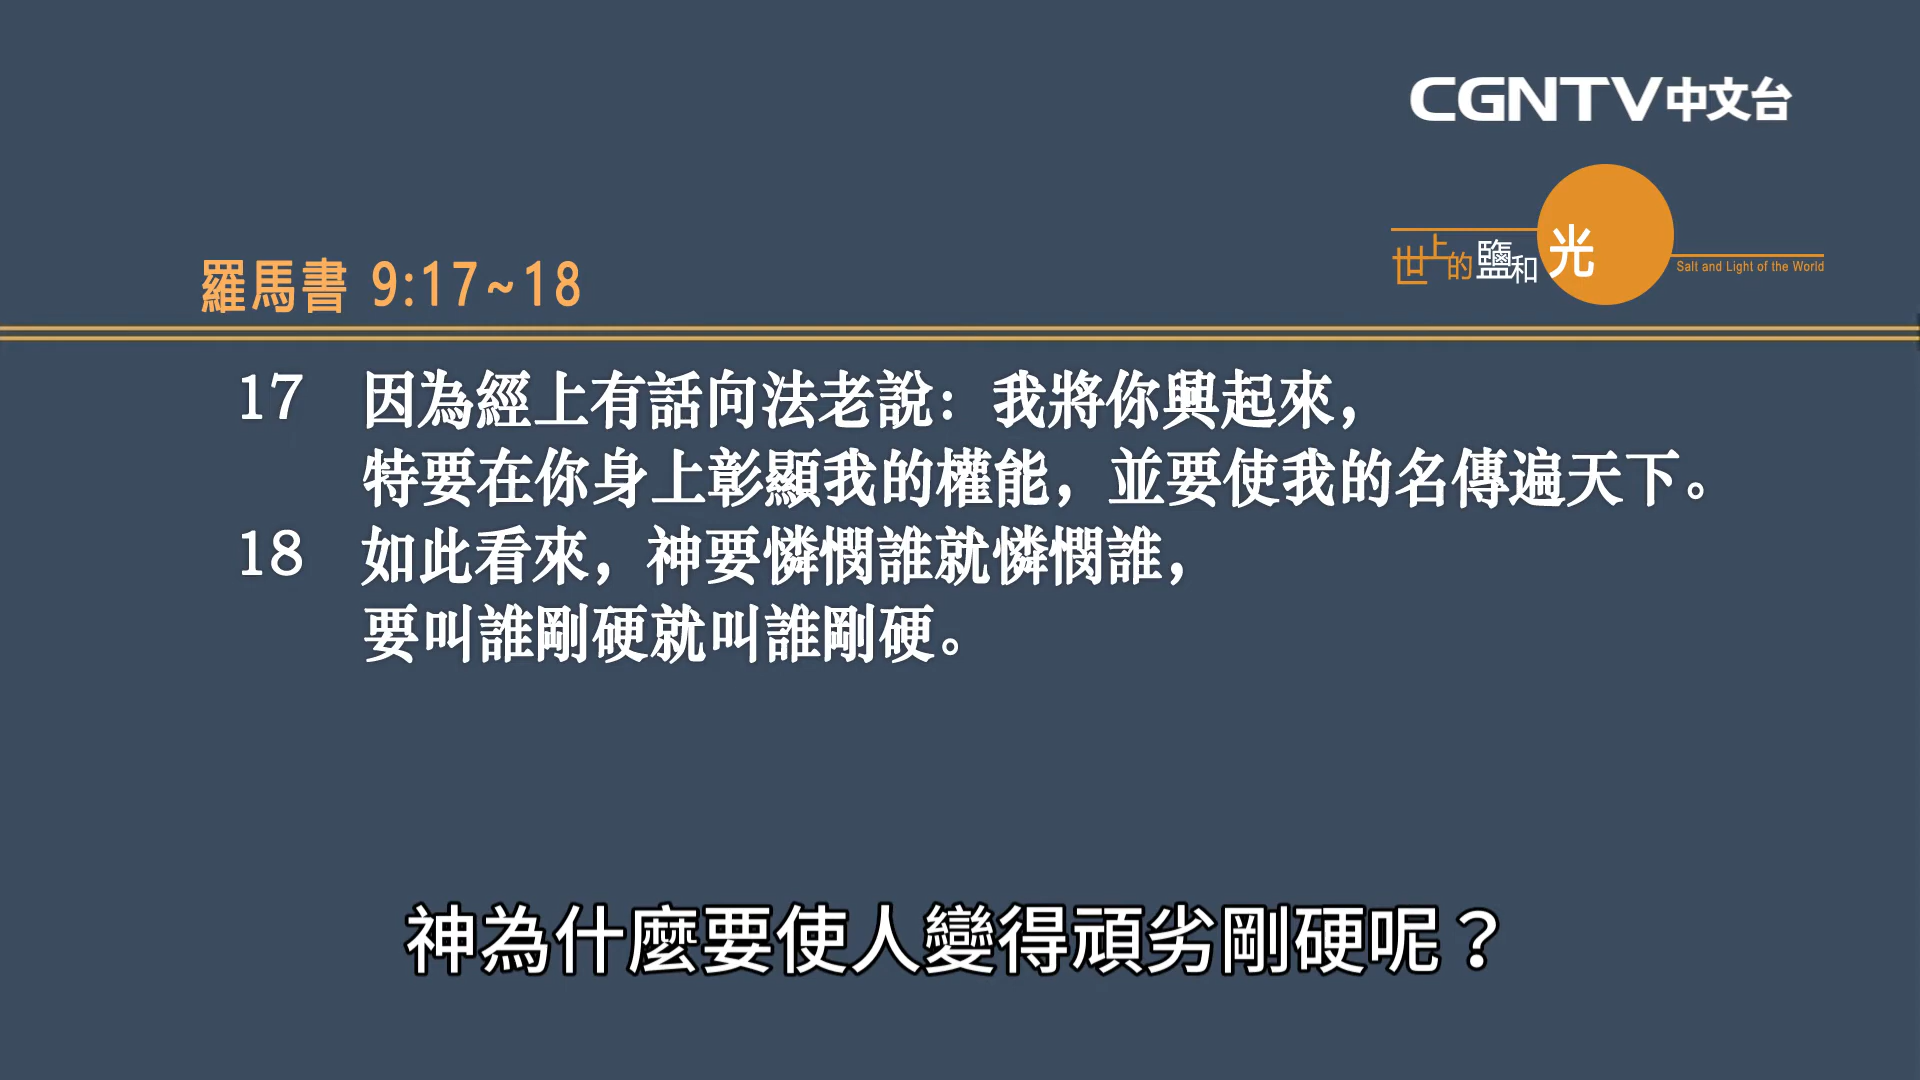 CGNTV中文台
世上的鹽和光
Salt and Light of the World
羅馬書 9:17~18
17 因為經上有話向法老說：我將你興起來，
特要在你身上彰顯我的權能，並要使我的名傳遍天下。
18 如此看來，神要憐憫誰就憐憫誰，
要叫誰剛硬就叫誰剛硬。
神為什麼要使人變得頑劣剛硬呢？